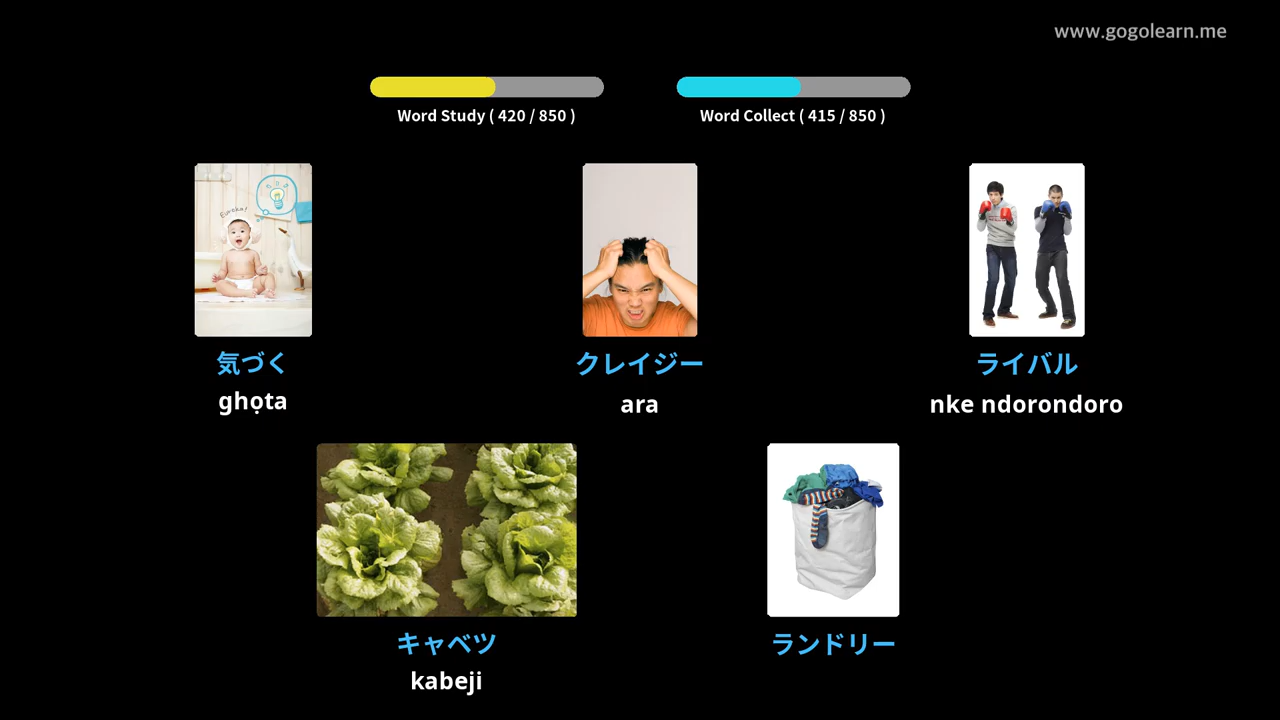 www.gogolearn.me
Word Study ( 420 / 850 )
Word Collect ( 415 / 850 )
Eureka!
気づく
ghọta
クレイジー
ara
ライバル
nke ndorondoro
キャベツ
kabeji
ランドリー